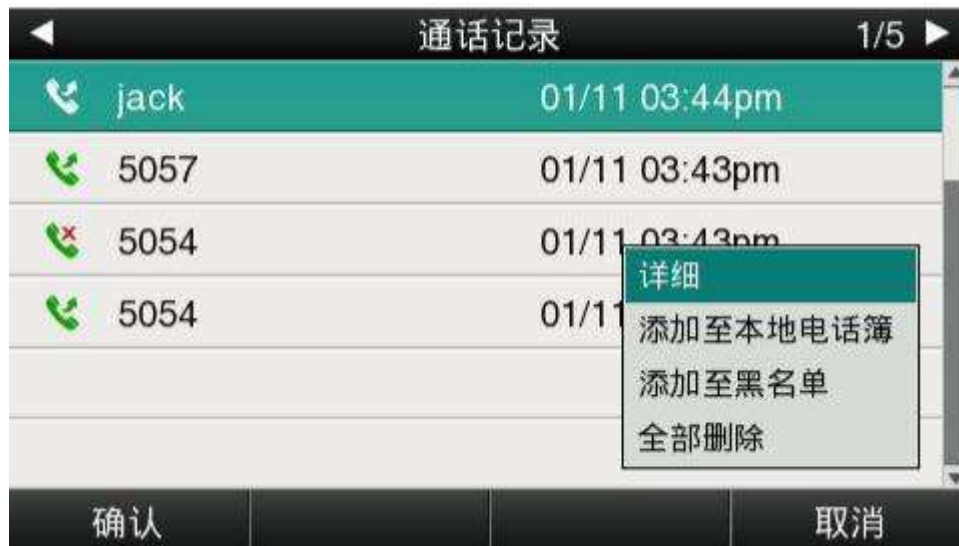 通话记录 1/5
jack 01/11 03:44pm
5057 01/11 03:43pm
5054 01/11 03:43pm
5054 01/11
详细
添加至本地电话簿
添加至黑名单
全部删除
确认 取消